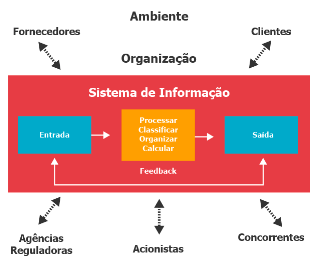 Ambiente
Fornecedores
Clientes
Organização
Sistema de Informação
Entrada
Processar
Classificar
Organizar
Calcular
Saída
Feedback
Agências
Reguladoras
Acionistas
Concorrentes